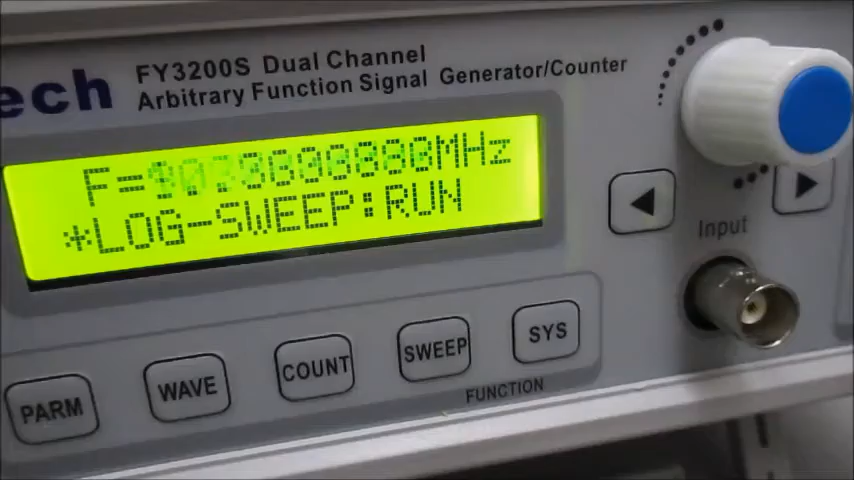 ech
FY3200S Dual Channel
Arbitrary Function Signal Generator/Counter
MHz
*LOG-SWEEP:RUN
Input
PARM
WAVE
COUNT
SWEEP
SYS
FUNCTION